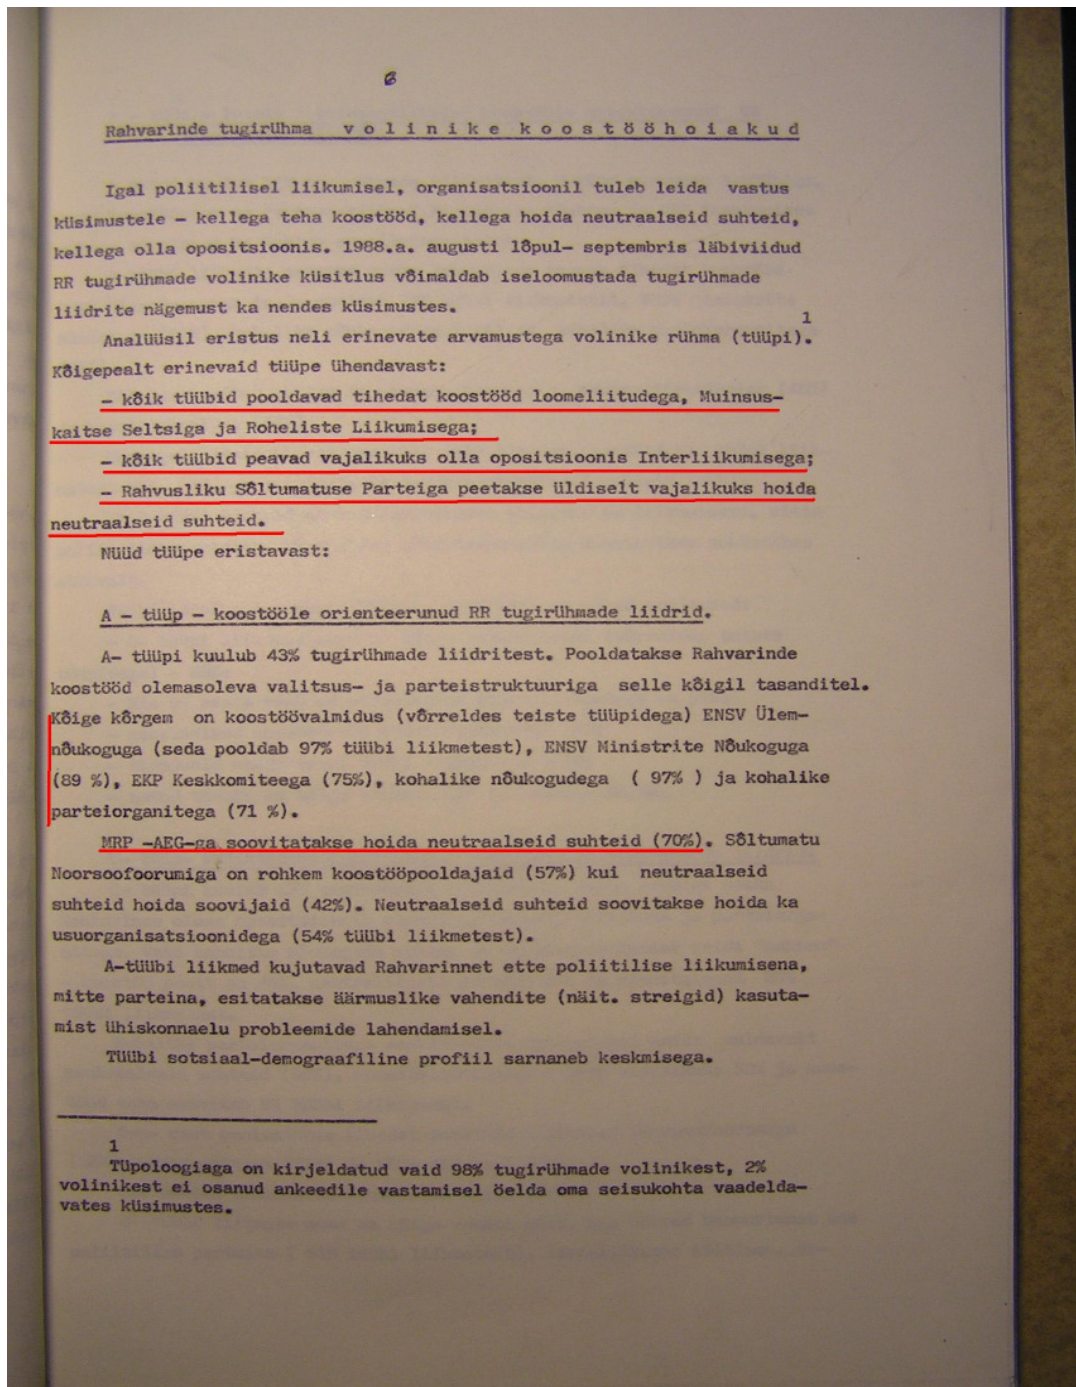 6
Rahvarinde tugirühma v o l i n i k e k o o s t ö ö h o i a k u d
Igal poliitilisel liikumisel, organisatsioonil tuleb leida vastus
küsimustele - kellega teha koostööd, kellega hoida neutraalseid suhteid,
kellega olla opositsioonis. 1988.a. augusti lõpul- septembris läbiviidud
RR tugirühmade volinike küsitlus võimaldab iseloomustada tugirühmade
liidrite nägemust ka nendes küsimustes.
Analüüsil eristus neli erinevate arvamustega volinike rühma (tüüpi).1
Kõigepealt erinevaid tüüpe ühendavast:
- kõik tüübid pooldavad tihedat koostööd loomeliitudega, Muinsus-
kaitse Seltsiga ja Roheliste Liikumisega;
- kõik tüübid peavad vajalikuks olla opositsioonis Interliikumisega;
- Rahvusliku Sõltumatuse Parteiga peetakse üldiselt vajalikuks hoida
neutraalseid suhteid.
Nüüd tüüpe eristavast:
A - tüüp - koostööle orienteerunud RR tugirühmade liidrid.
A- tüüpi kuulub 43% tugirühmade liidritest. Pooldatakse Rahvarinde
koostööd olemasoleva valitsus- ja parteistruktuuriga selle kõigil tasanditel.
Kõige kõrgem on koostöövalmidus (võrreldes teiste tüüpidega) ENSV Ülem-
nõukoguga (seda pooldab 97% tüübi liikmetest), ENSV Ministrite Nõukoguga
(89 %), EKP Keskkomiteega (75%), kohalike nõukogudega ( 97% ) ja kohalike
parteiorganitega (71 %).
MRP -AEG-ga soovitatakse hoida neutraalseid suhteid (70%). Sõltumatu
Noorsoofoorumiga on rohkem koostööpooldajaid (57%) kui neutraalseid
suhteid hoida soovijaid (42%). Neutraalseid suhteid soovitakse hoida ka
usuorganisatsioonidega (54% tüübi liikmetest).
A-tüübi liikmed kujutavad Rahvarinnet ette poliitilise liikumisena,
mitte parteina, esitatakse äärmuslike vahendite (näit. streigid) kasuta-
mist ühiskonnaelu probleemide lahendamisel.
Tüübi sotsiaal-demograafiline profiil sarnaneb keskmisega.
1
Tüpoloogiaga on kirjeldatud vaid 98% tugirühmade volinikest, 2%
volinikest ei osanud ankeedile vastamisel öelda oma seisukohta vaadelda-
vates küsimustes.